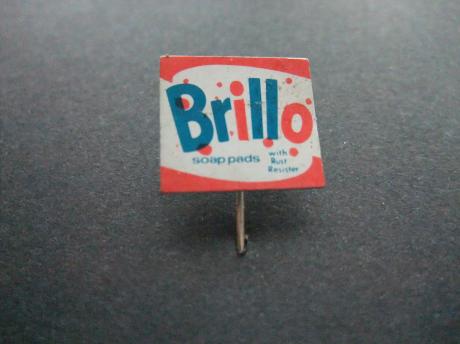 Brillo
soap pads
with
Rust
Resister